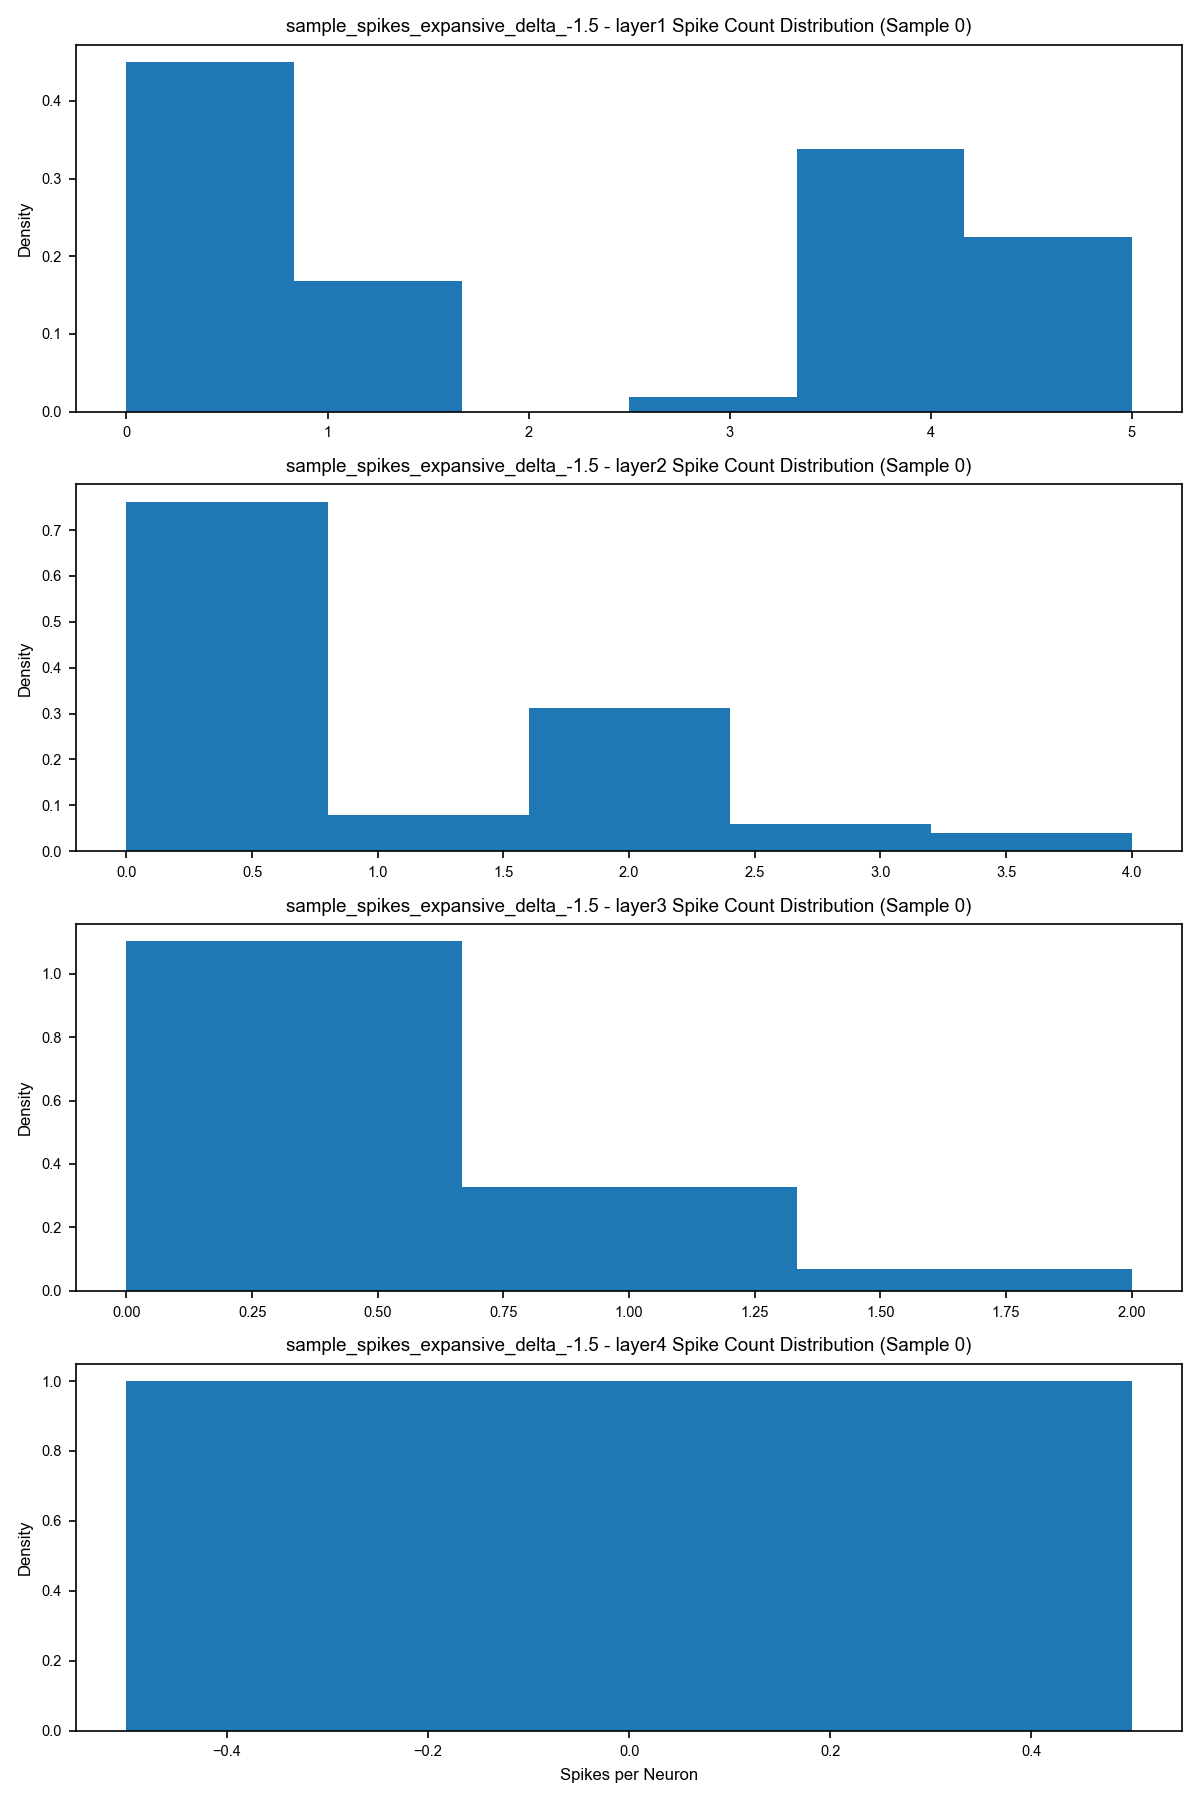 sample_spikes_expansive_delta_-1.5 - layer1 Spike Count Distribution (Sample 0)
Density
0.4
0.3
0.2
0.1
0.0
0 1 2 3 4 5
sample_spikes_expansive_delta_-1.5 - layer2 Spike Count Distribution (Sample 0)
Density
0.7
0.6
0.5
0.4
0.3
0.2
0.1
0.0
0.0 0.5 1.0 1.5 2.0 2.5 3.0 3.5 4.0
sample_spikes_expansive_delta_-1.5 - layer3 Spike Count Distribution (Sample 0)
Density
1.0
0.8
0.6
0.4
0.2
0.0
0.00 0.25 0.50 0.75 1.00 1.25 1.50 1.75 2.00
sample_spikes_expansive_delta_-1.5 - layer4 Spike Count Distribution (Sample 0)
Density
1.0
0.8
0.6
0.4
0.2
0.0
−0.4 −0.2 0.0 0.2 0.4
Spikes per Neuron